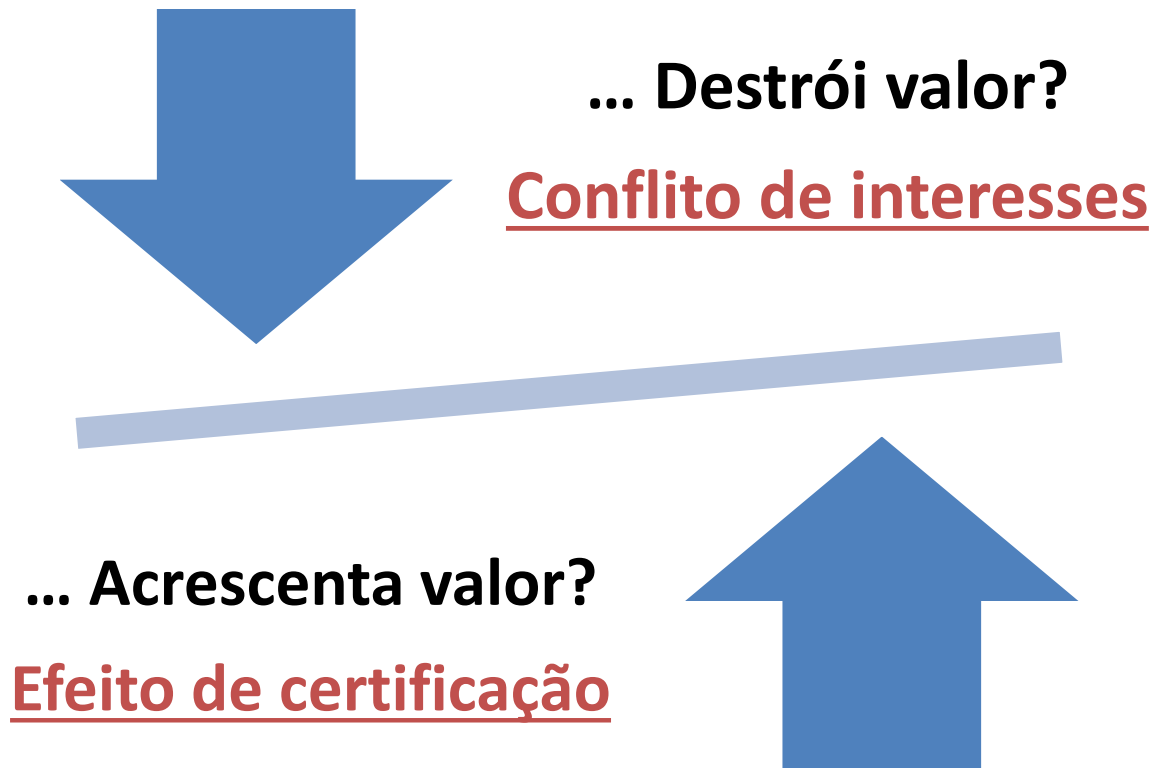 ... Destrói valor?
Conflito de interesses
... Acrescenta valor?
Efeito de certificação